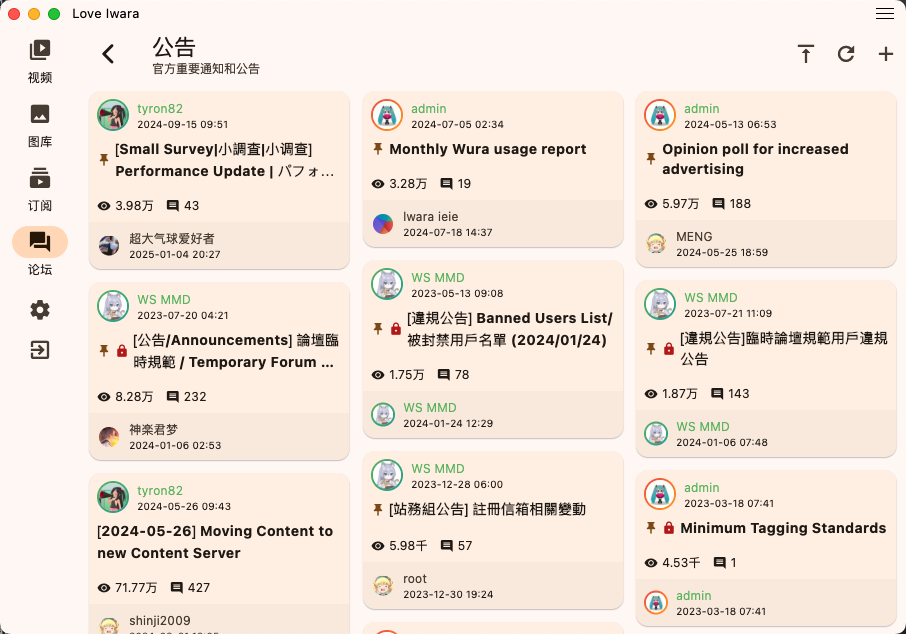 Love Iwara
视频
图库
订阅
论坛
公告
官方重要通知和公告
tyron82
2024-09-15 09:51
[Small Survey|小調査|小调查]
Performance Update | パフォ...
3.98万 43
超大气球爱好者
2025-01-04 20:27
WS MMD
2023-07-20 04:21
[公告/Announcements] 論壇臨
時規範 / Temporary Forum ...
8.28万 232
神楽君梦
2024-01-06 02:53
tyron82
2024-05-26 09:43
[2024-05-26] Moving Content to
new Content Server
71.77万 427
shinji2009
admin
2024-07-05 02:34
Monthly Wura usage report
3.28万 19
Iwara ieie
2024-07-18 14:37
WS MMD
2023-05-13 09:08
[違規公告] Banned Users List/
被封禁用戶名單 (2024/01/24)
1.75万 78
WS MMD
2024-01-24 12:29
WS MMD
2023-12-28 06:00
[站務組公告] 註冊信箱相關變動
5.98千 57
root
2023-12-30 19:24
admin
2024-05-13 06:53
Opinion poll for increased
advertising
5.97万 188
MENG
2024-05-25 18:59
WS MMD
2023-07-21 11:09
[違規公告]臨時論壇規範用戶違規
公告
1.87万 143
WS MMD
2024-01-06 07:48
admin
2023-03-18 07:41
Minimum Tagging Standards
4.53千 1
admin
2023-03-18 07:41